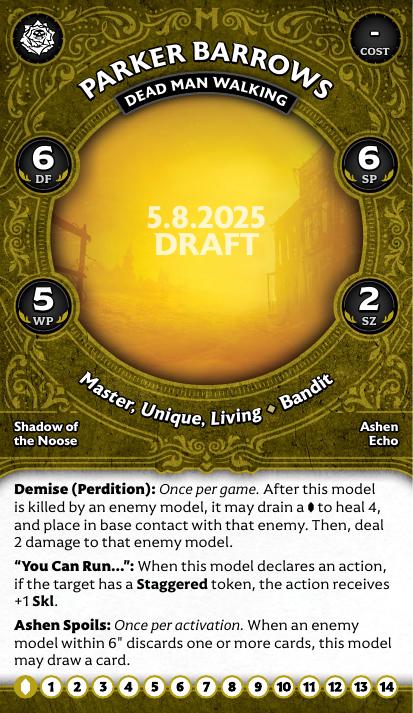 M
-
COST
PARKER BARROWS
DEAD MAN WALKING
6
DF
6
SP
5.8.2025
DRAFT
5
WP
2
SZ
Master, Unique, Living ⬥ Bandit
Shadow of
the Noose
Ashen
Echo
Demise (Perdition): Once per game. After this model
is killed by an enemy model, it may drain a ⬧ to heal 4,
and place in base contact with that enemy. Then, deal
2 damage to that enemy model.
“You Can Run...”: When this model declares an action,
if the target has a Staggered token, the action receives
+1 Skl.
Ashen Spoils: Once per activation. When an enemy
model within 6" discards one or more cards, this model
may draw a card.
1 2 3 4 5 6 7 8 9 10 11 12 13 14